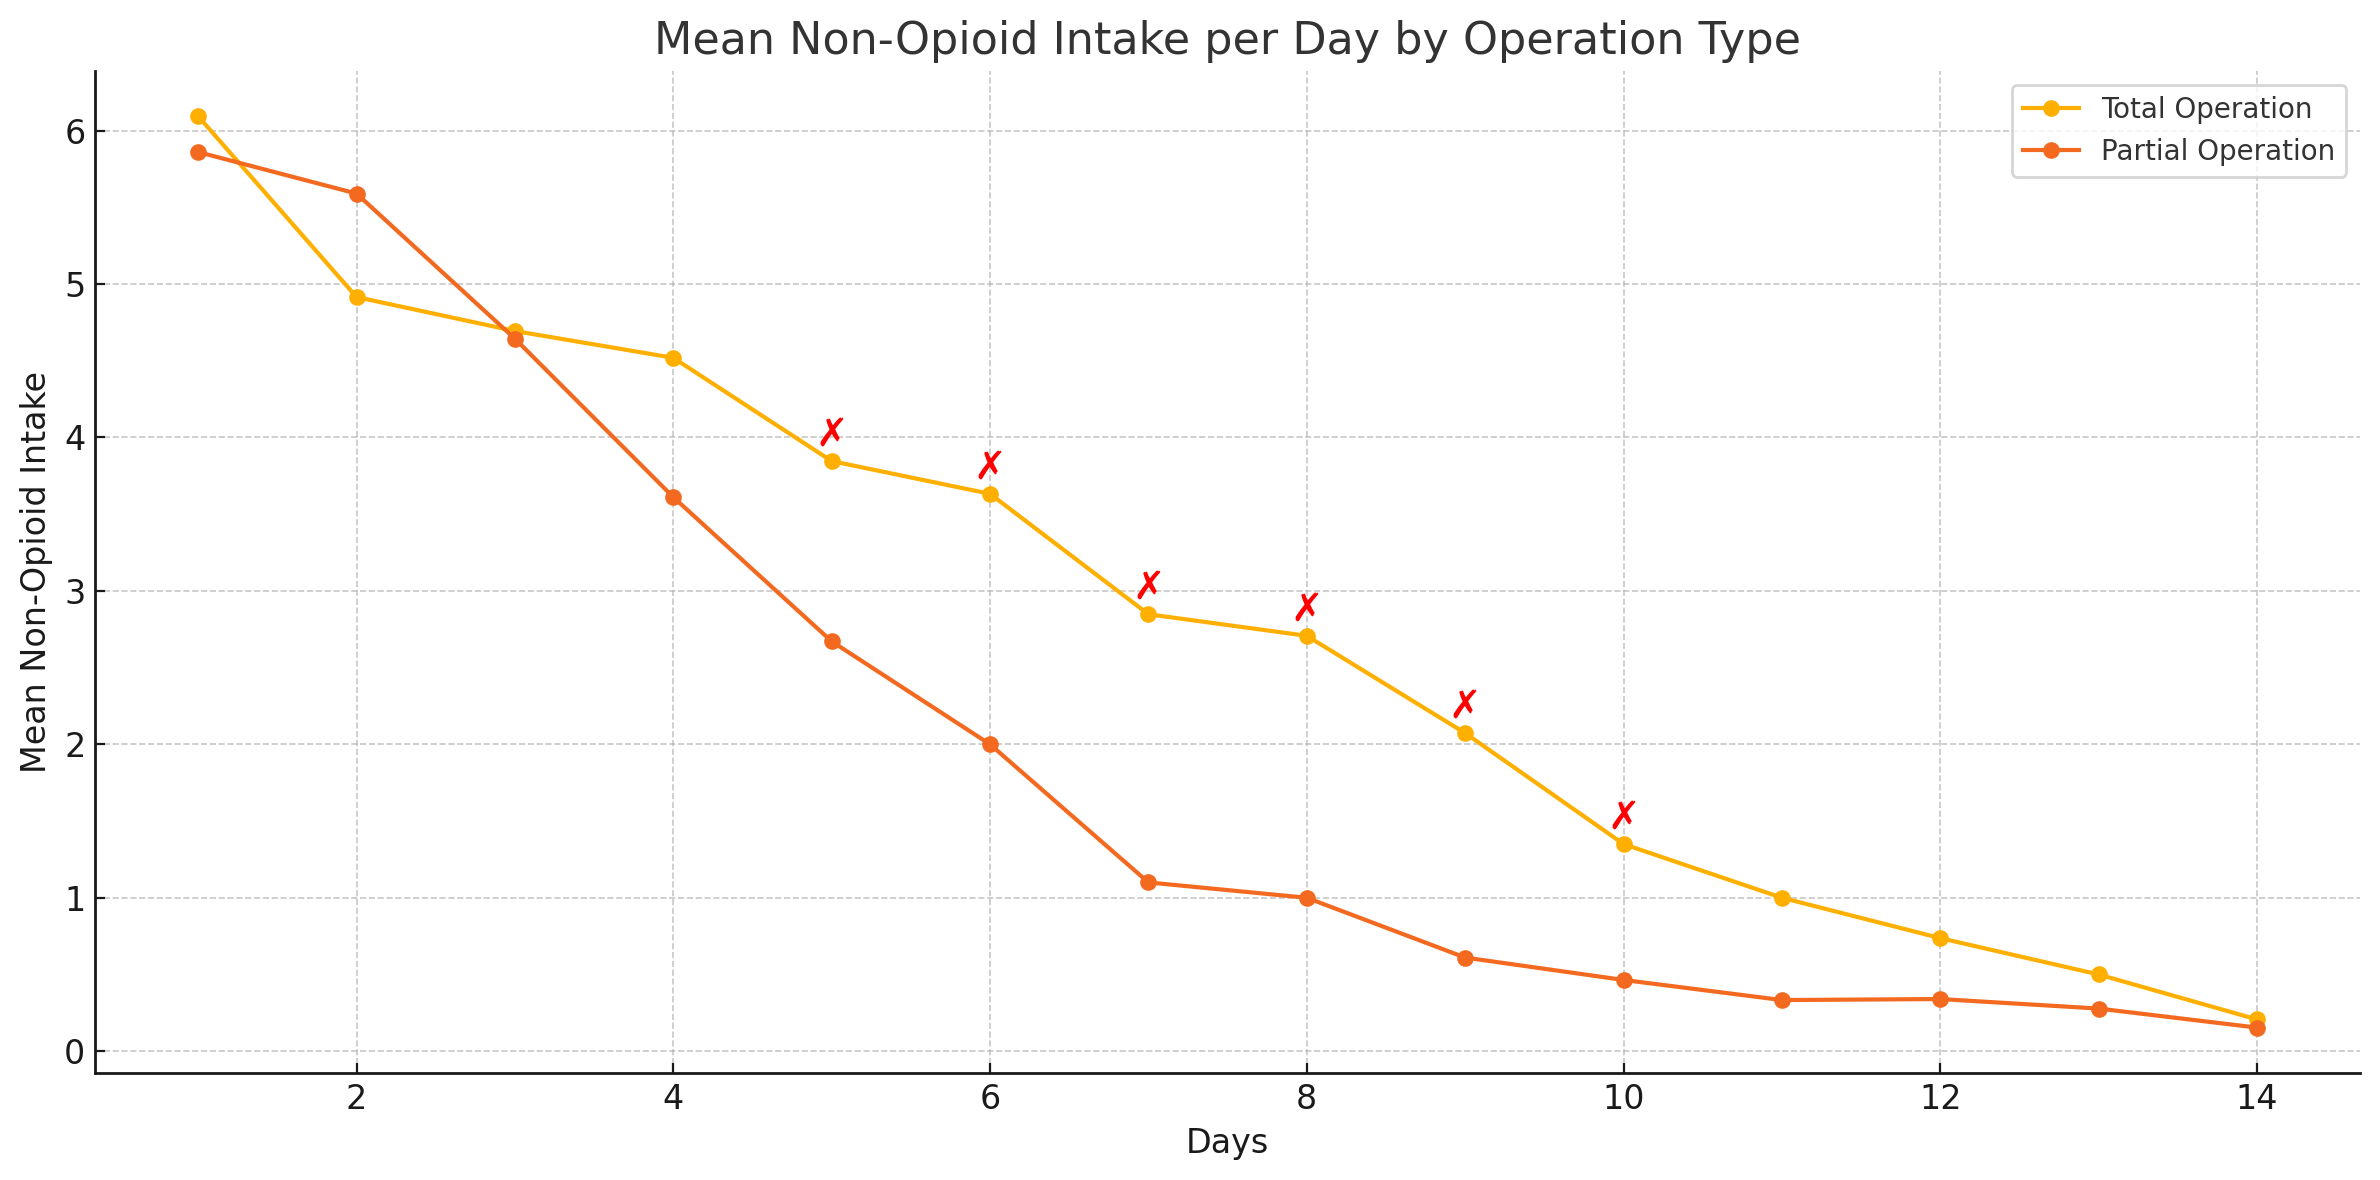 Mean Non-Opioid Intake per Day by Operation Type
Total Operation
Partial Operation
Mean Non-Opioid Intake
6
5
4
3
2
1
0
✗
✗
✗
✗
✗
✗
2 4 6 8 10 12 14
Days